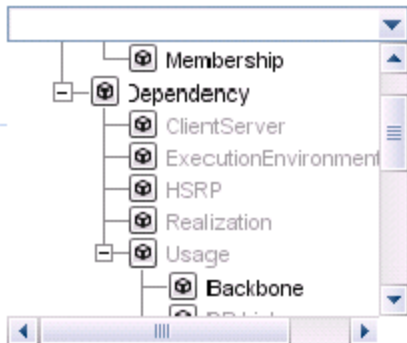 Membership
Dependency
ClientServer
ExecutionEnvironment
HSRP
Realization
Usage
Backbone